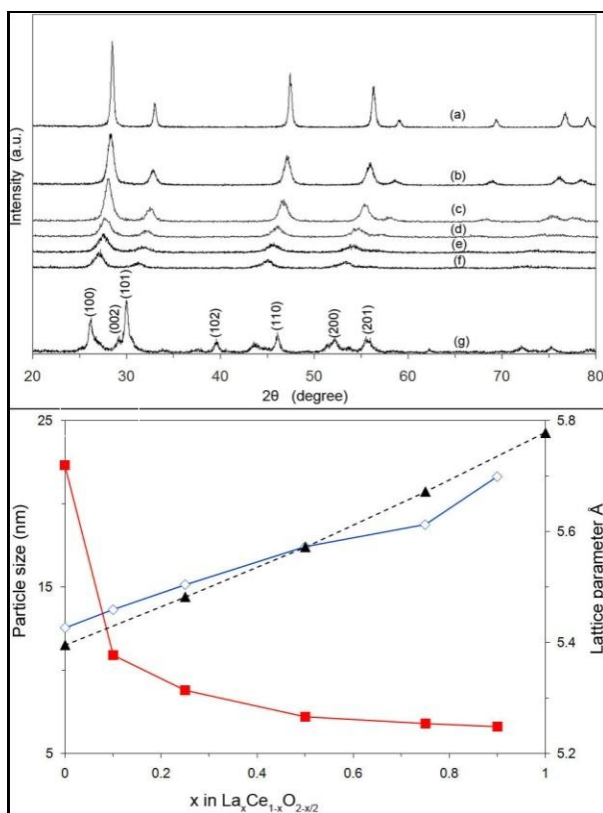 Intensity (a.u.)
(a)
(b)
(c)
(d)
(e)
(f)
(100)
(002)
(101)
(102)
(110)
(200)
(201)
(g)
20 30 40 50 60 70 80
2θ (degree)
25
15
5
Particle size (nm)
5.8
5.6
5.4
5.2
Lattice parameter Å
0 0.2 0.4 0.6 0.8 1
x in LaₓCe₁₋ₓO₂₋ₓ/₂